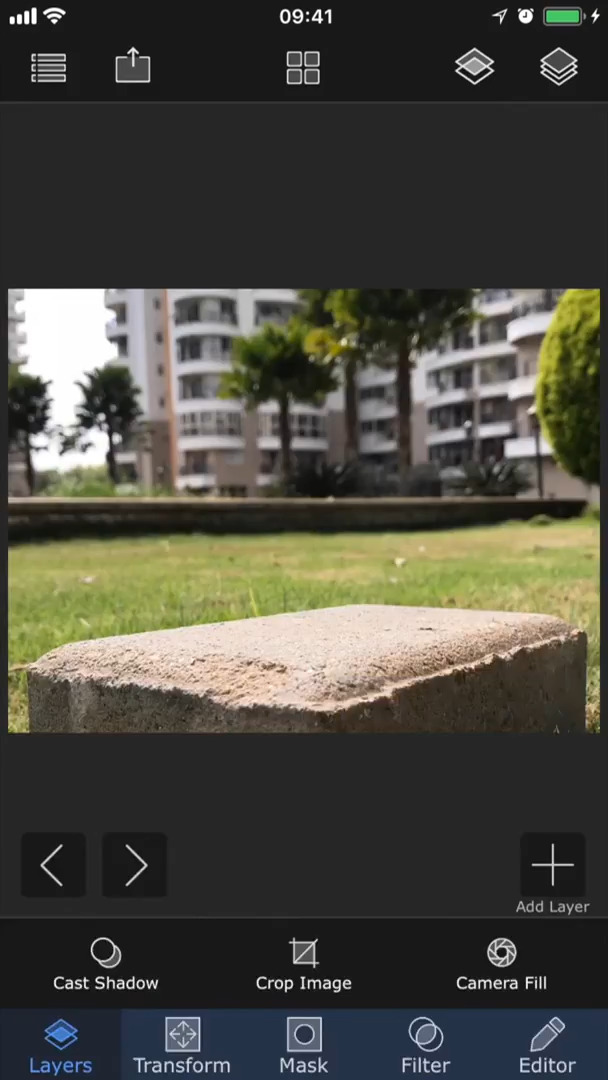 09:41
Add Layer
Cast Shadow
Crop Image
Camera Fill
Layers
Transform
Mask
Filter
Editor